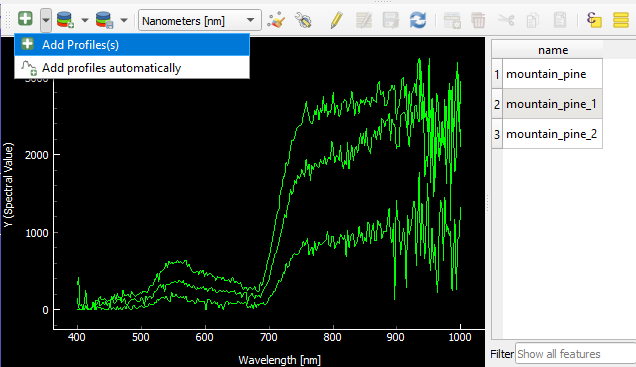 Nanometers [nm]
Add Profiles(s)
Add profiles automatically
2000
1000
0
400
500
600
700
800
900
1000
Y (Spectral Value)
Wavelength [nm]
name
1 mountain_pine
2 mountain_pine_1
3 mountain_pine_2
Filter Show all features